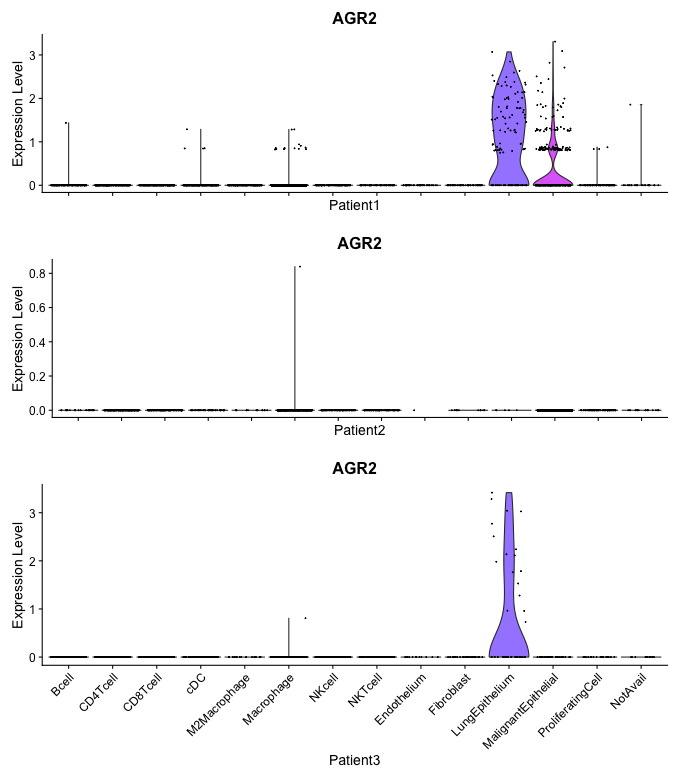 AGR2
Expression Level
3
2
1
0
Patient1
AGR2
Expression Level
0.8
0.6
0.4
0.2
0.0
Patient2
AGR2
Expression Level
3
2
1
0
Bcell
CD4Tcell
CD8Tcell
cDC
M2Macrophage
Macrophage
NKcell
NKTcell
Endothelium
Fibroblast
LungEpithelium
MalignantEpithelial
ProliferatingCell
NotAvail
Patient3